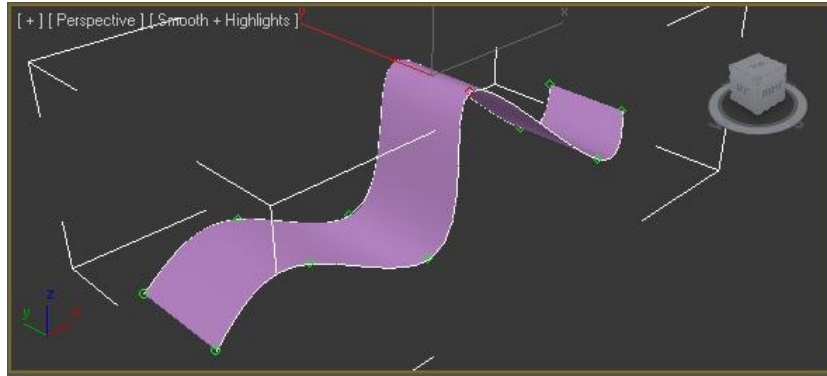 [ + ] [ Perspective ] [ Smooth + Highlights ]
y
x
z
y